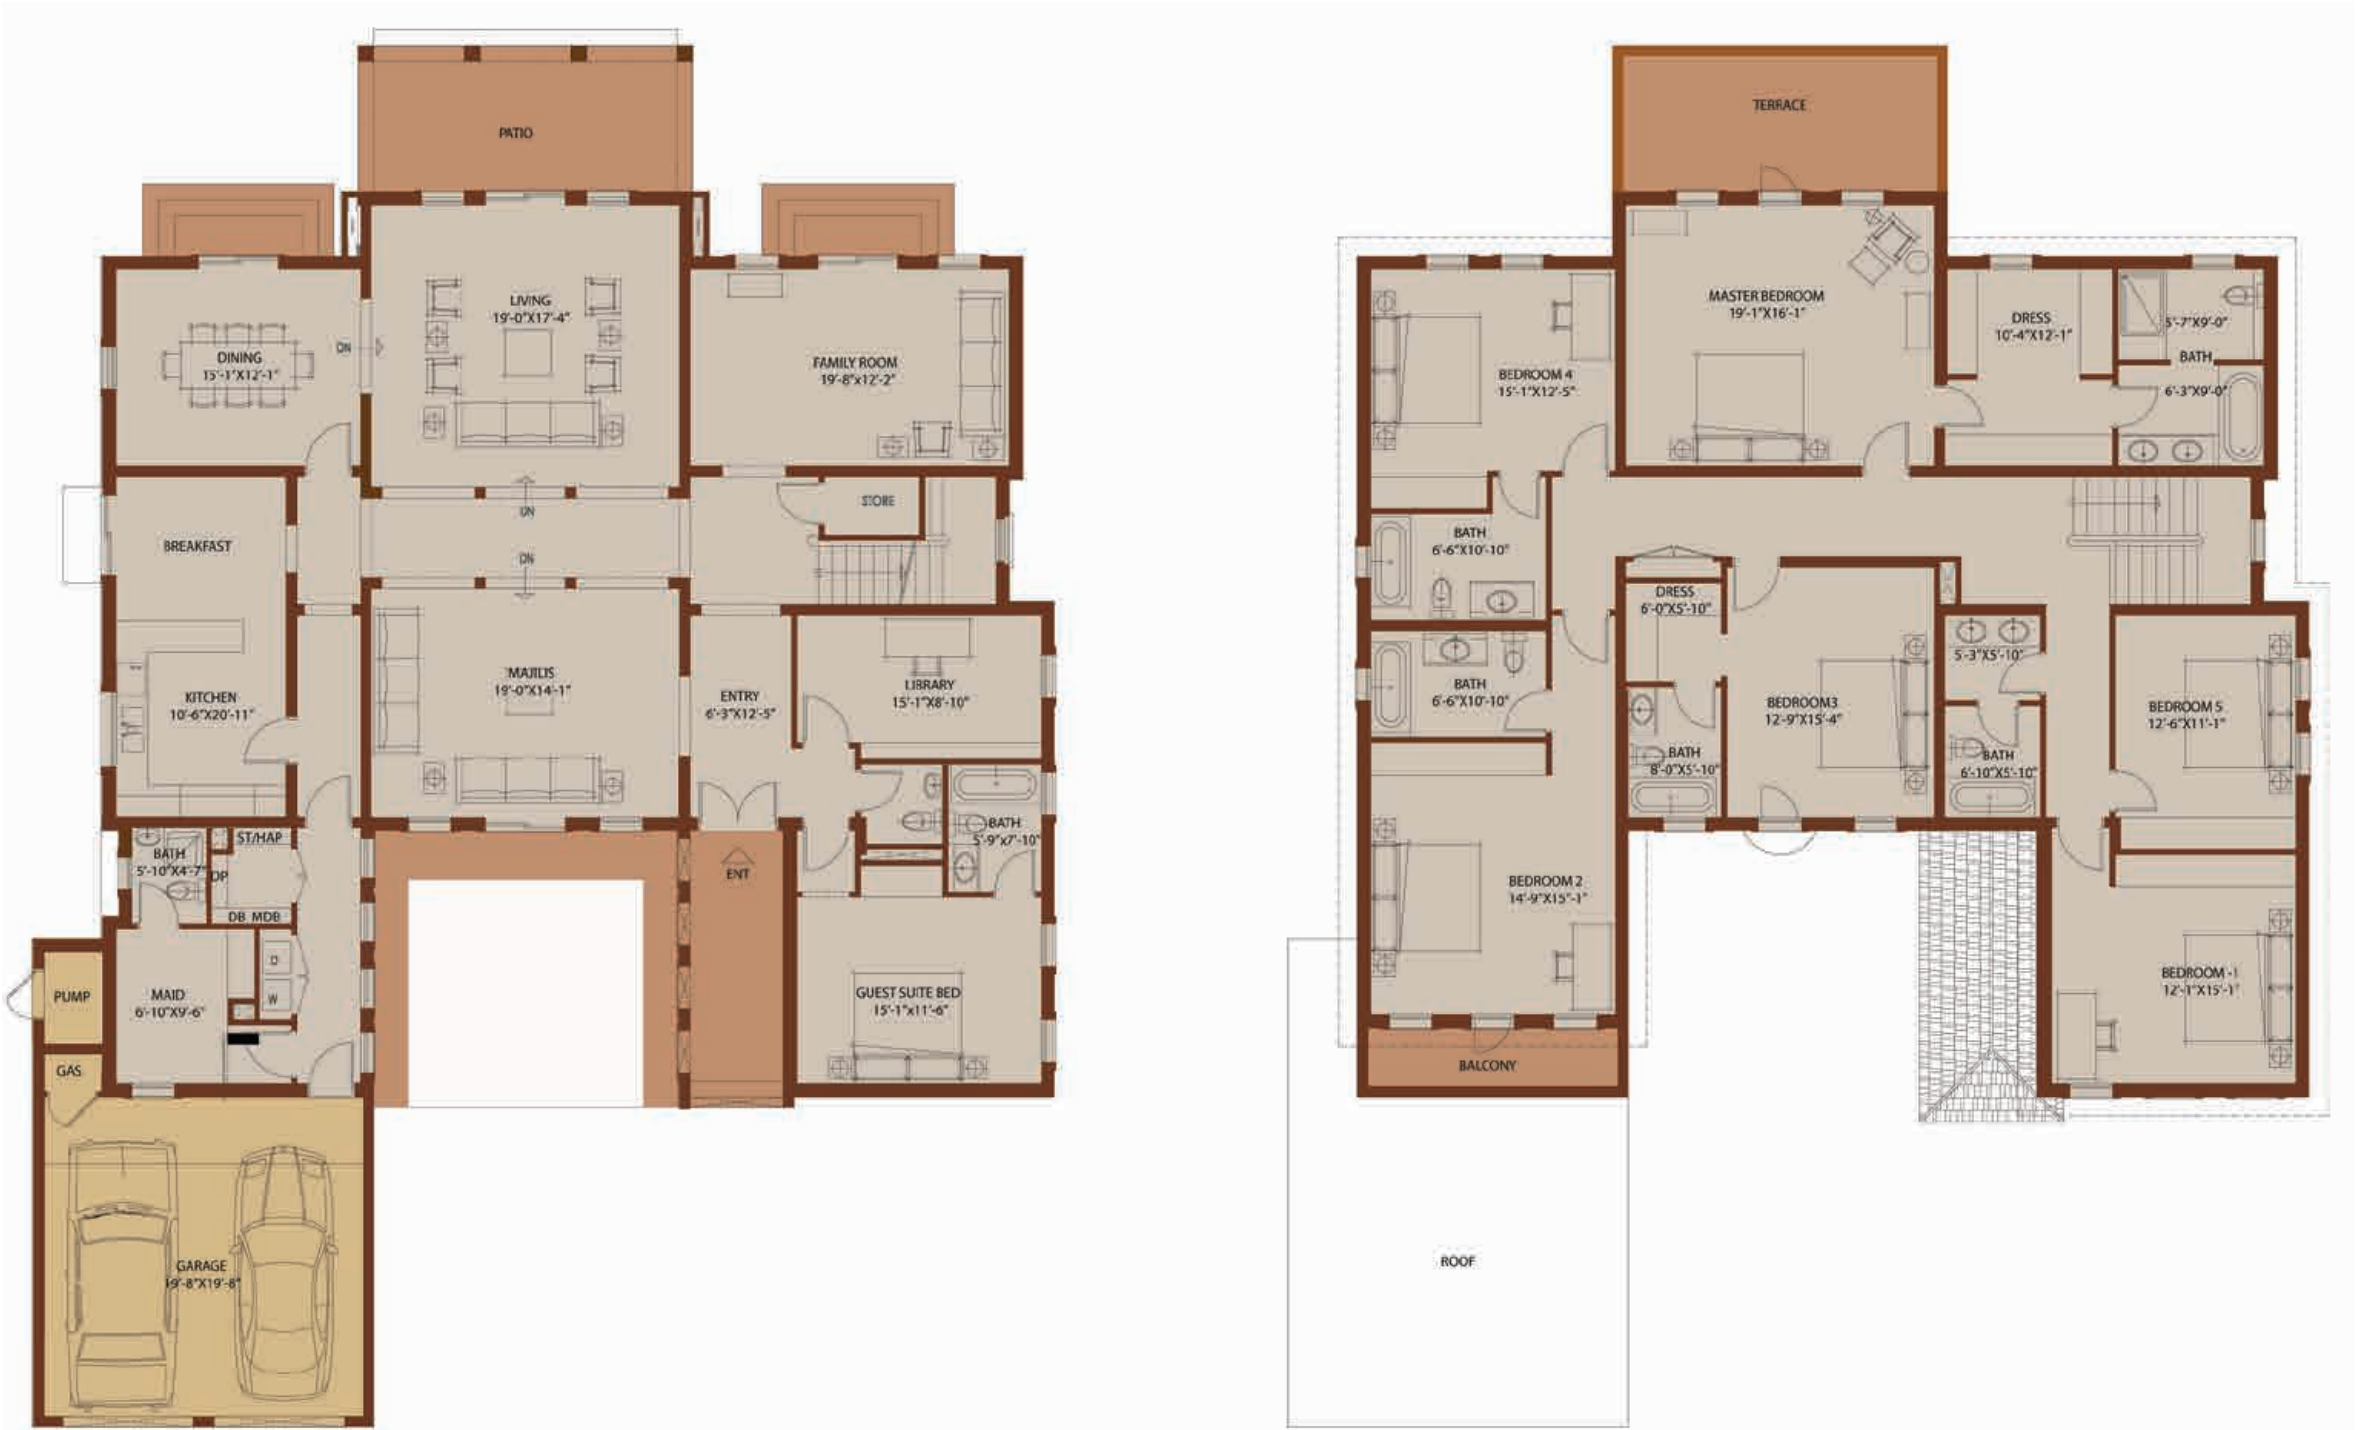 PATIO
LIVING
19'-0"X17'-4"
DINING
15'-1"X12'-1"
DN
FAMILY ROOM
19'-8"x12'-2"
STORE
DN
BREAKFAST
DN
MAJILIS
19'-0"X14'-1"
KITCHEN
10'-6"X20'-11"
ENTRY
6'-3"X12'-5"
LIBRARY
15'-1"X8'-10"
BATH
5'-9"x7'-10"
ST/HAP
BATH
5'-10"X4'-7"
DP
DB MDB
ENT
D
W
PUMP
MAID
6'-10"X9'-6"
GUEST SUITE BED
15'-1"x11'-6"
GAS
GARAGE
19'-8"X19'-8"
TERRACE
MASTER BEDROOM
19'-1"X16'-1"
DRESS
10'-4"X12'-1"
5'-7"X9'-0"
BATH
6'-3"X9'-0"
BEDROOM 4
15'-1"X12'-5"
BATH
6'-6"X10'-10"
DRESS
6'-0"X5'-10"
5'-3"X5'-10"
BATH
6'-6"X10'-10"
BEDROOM3
12'-9"X15'-4"
BEDROOM 5
12'-6"X11'-1"
BATH
8'-0"X5'-10"
BATH
6'-10"X5'-10"
BEDROOM 2
14'-9"X15'-1"
BEDROOM -1
12'-1"X15'-1"
BALCONY
ROOF